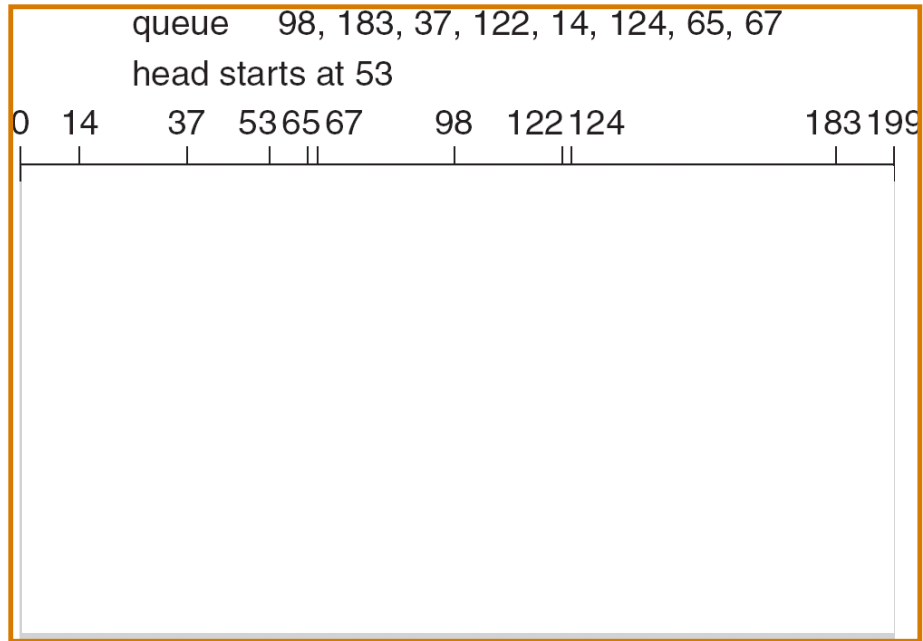 queue 98, 183, 37, 122, 14, 124, 65, 67
head starts at 53
0 14 37 53 65 67 98 122 124 183 199